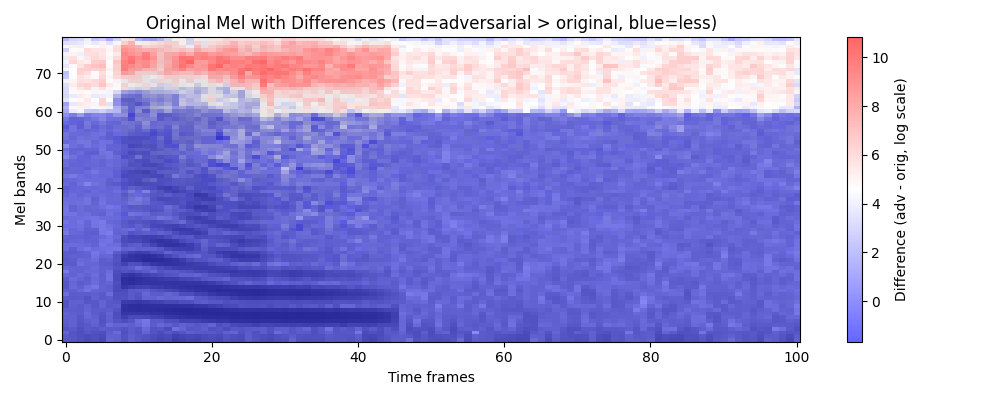 Original Mel with Differences (red=adversarial > original, blue=less)
70
60
50
40
30
20
10
0
Mel bands
0 20 40 60 80 100
Time frames
10
8
6
4
2
0
Difference (adv - orig, log scale)